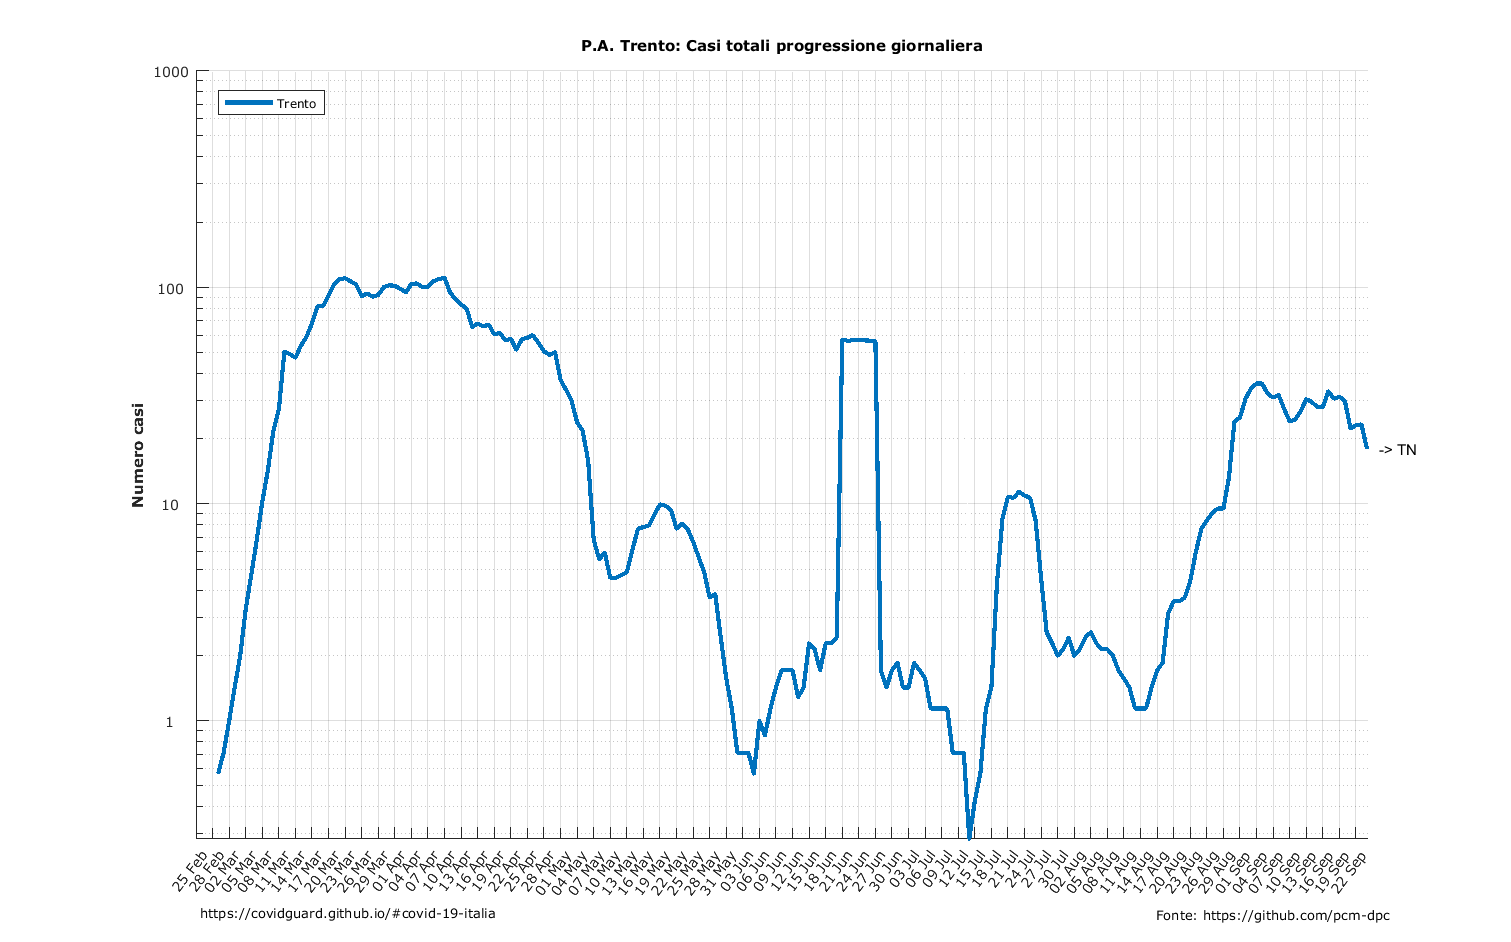 P.A. Trento: Casi totali progressione giornaliera
1000
Trento
100
Numero casi
10
-> TN
1
25 Feb
28 Feb
02 Mar
05 Mar
08 Mar
11 Mar
14 Mar
17 Mar
20 Mar
23 Mar
26 Mar
29 Mar
01 Apr
04 Apr
07 Apr
10 Apr
13 Apr
16 Apr
19 Apr
22 Apr
25 Apr
28 Apr
01 May
04 May
07 May
10 May
13 May
16 May
19 May
22 May
25 May
28 May
31 May
03 Jun
06 Jun
09 Jun
12 Jun
15 Jun
18 Jun
21 Jun
24 Jun
27 Jun
30 Jun
03 Jul
06 Jul
09 Jul
12 Jul
15 Jul
18 Jul
21 Jul
24 Jul
27 Jul
30 Jul
02 Aug
05 Aug
08 Aug
11 Aug
14 Aug
17 Aug
20 Aug
23 Aug
26 Aug
29 Aug
01 Sep
04 Sep
07 Sep
10 Sep
13 Sep
16 Sep
19 Sep
22 Sep
https://covidguard.github.io/#covid-19-italia
Fonte: https://github.com/pcm-dpc